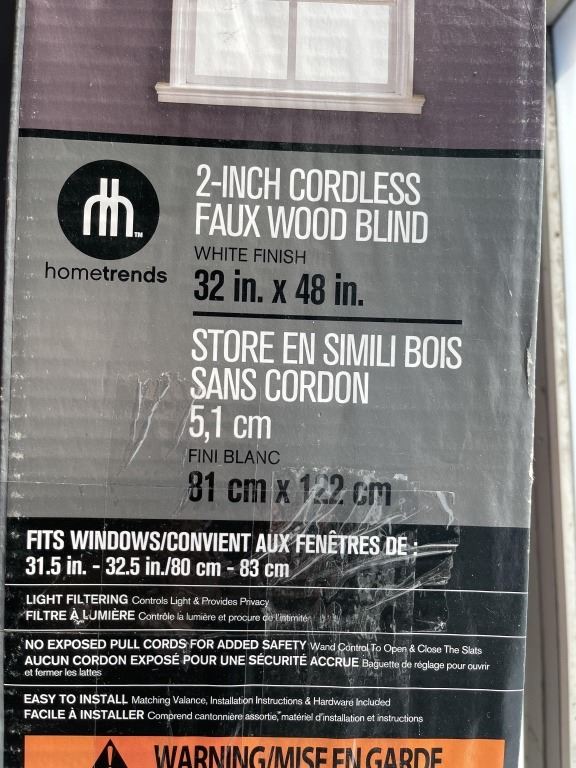 2-INCH CORDLESS
FAUX WOOD BLIND
WHITE FINISH
32 in. x 48 in.
TM
hometrends
STORE EN SIMILI BOIS
SANS CORDON
5,1 cm
FINI BLANC
81 cm x 122 cm
FITS WINDOWS/CONVIENT AUX FENÊTRES DE :
31.5 in. - 32.5 in./80 cm - 83 cm
LIGHT FILTERING Controls Light & Provides Privacy
FILTRE À LUMIÈRE Contrôle la lumière et procure de l'intimité
NO EXPOSED PULL CORDS FOR ADDED SAFETY Wand Control To Open & Close The Slats
AUCUN CORDON EXPOSÉ POUR UNE SÉCURITÉ ACCRUE Baguette de réglage pour ouvrir
et fermer les lattes
EASY TO INSTALL Matching Valance, Installation Instructions & Hardware Included
FACILE À INSTALLER Comprend cantonnière assortie, matériel d'installation et instructions
WARNING/MISE EN GARDE